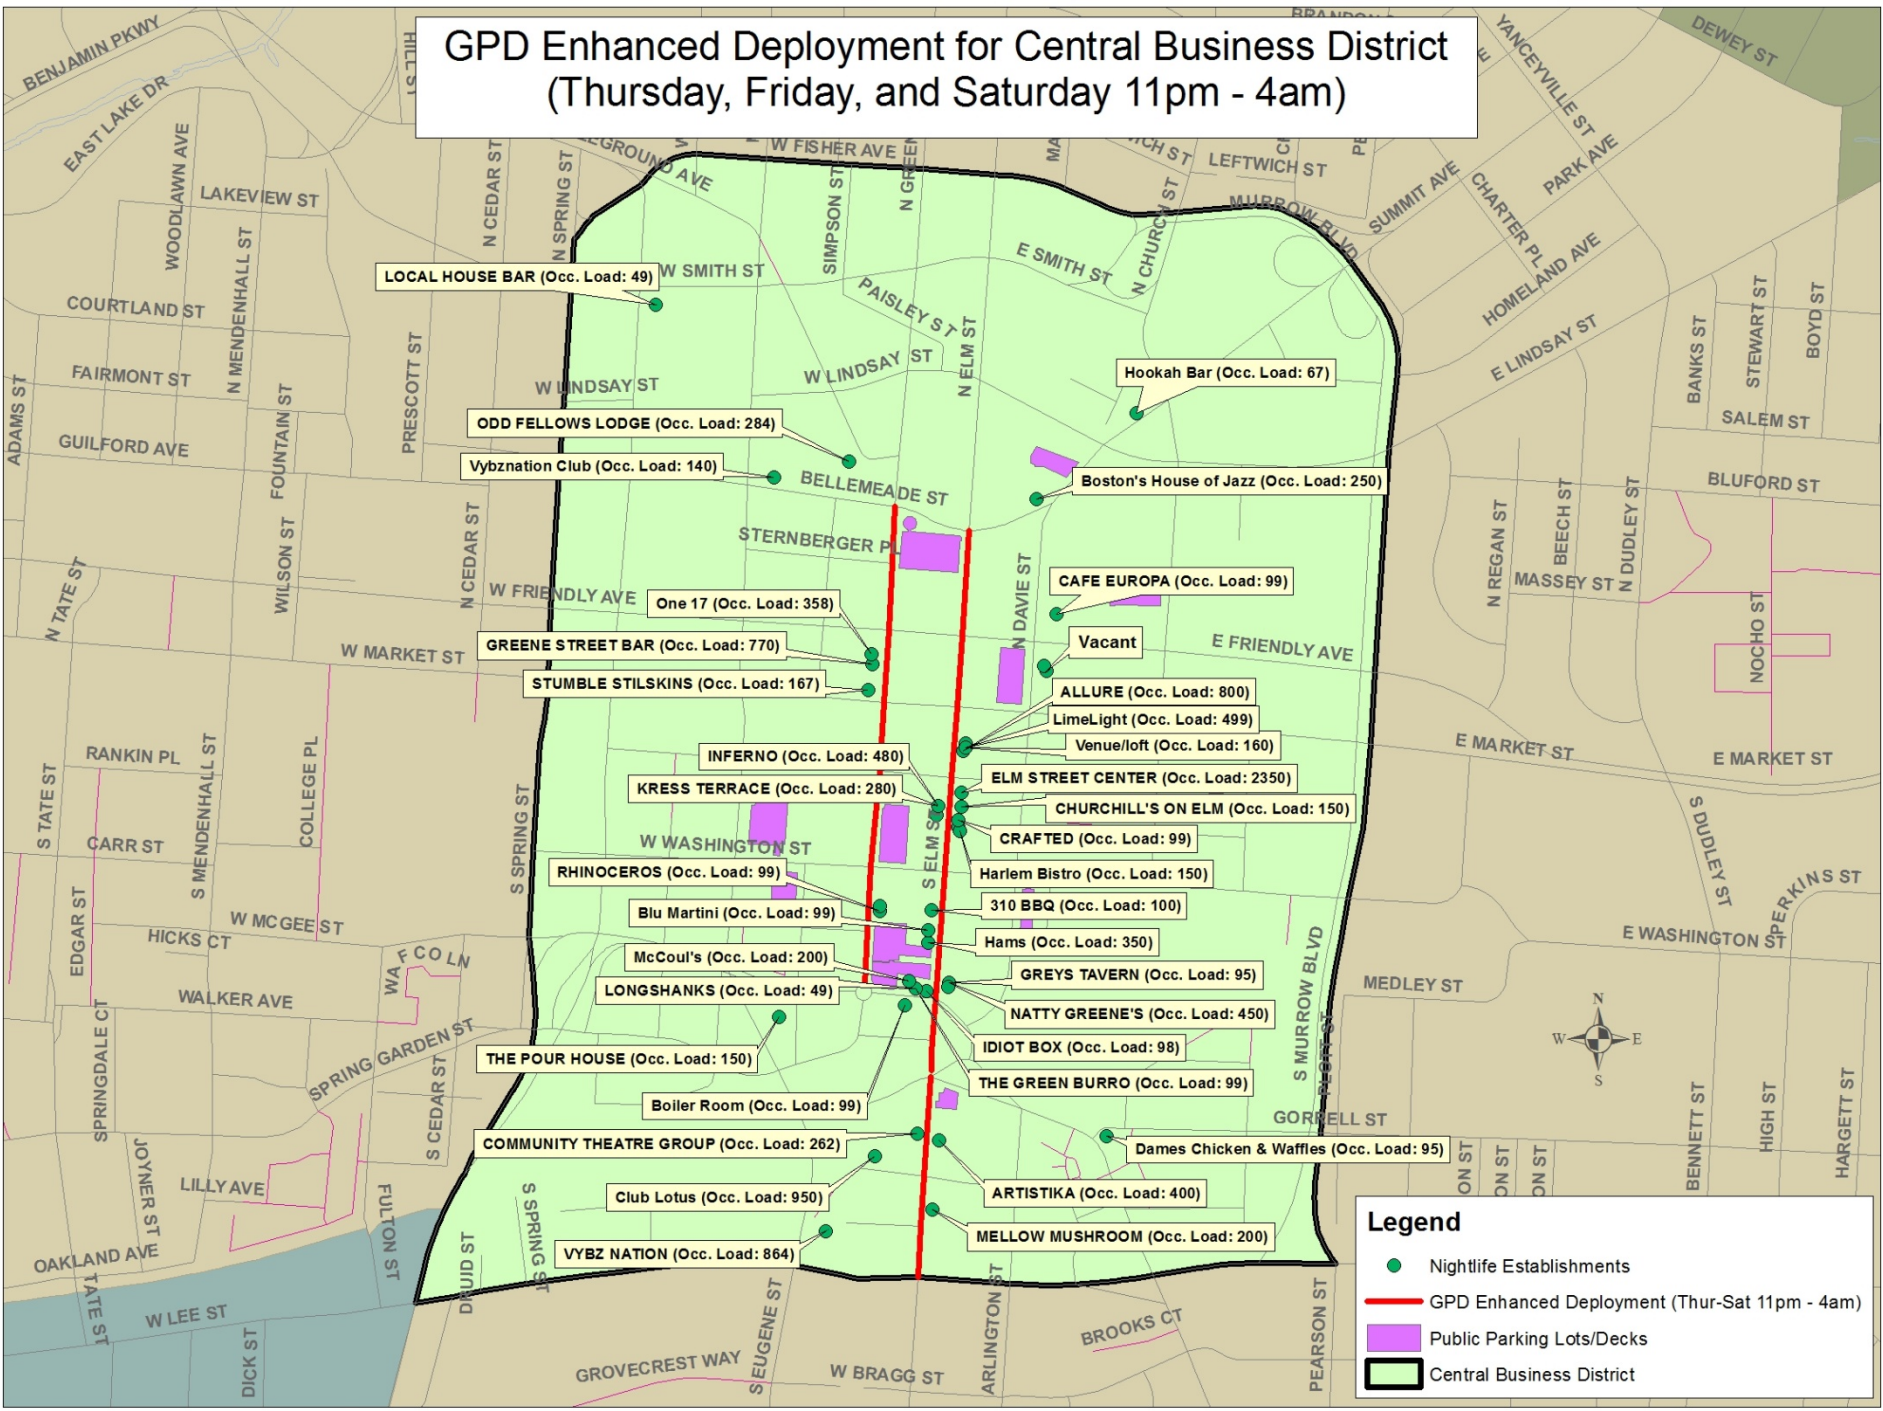 GPD Enhanced Deployment for Central Business District
(Thursday, Friday, and Saturday 11pm - 4am)
BENJAMIN PKWY
EAST LAKE DR
HILL ST
DEWEY ST
YANCEYVILLE ST
W FISHER AVE
LEFTWICH ST
PARK AVE
SUMMIT AVE
CHARTER PL
HOMELAND AVE
MURROW BLVD
WOODLAWN AVE
LAKEVIEW ST
N CEDAR ST
N SPRING ST
SIMPSON ST
N CHURCH ST
N MENDENHALL ST
LOCAL HOUSE BAR (Occ. Load: 49)
W SMITH ST
E SMITH ST
COURTLAND ST
PAISLEY ST
N ELM ST
E LINDSAY ST
BANKS ST
STEWART ST
BOYD ST
FAIRMONT ST
PRESCOTT ST
W LINDSAY ST
W LINDSAY ST
Hookah Bar (Occ. Load: 67)
ADAMS ST
GUILFORD AVE
FOUNTAIN ST
ODD FELLOWS LODGE (Occ. Load: 284)
SALEM ST
Vybznation Club (Occ. Load: 140)
BELLEMEADE ST
Boston's House of Jazz (Occ. Load: 250)
BLUFORD ST
WILSON ST
N CEDAR ST
STERNBERGER PL
N DAVIE ST
N REGAN ST
BEECH ST
N DUDLEY ST
N TATE ST
W FRIENDLY AVE
CAFE EUROPA (Occ. Load: 99)
MASSEY ST
One 17 (Occ. Load: 358)
NOCHO ST
W MARKET ST
GREENE STREET BAR (Occ. Load: 770)
Vacant
E FRIENDLY AVE
STUMBLE STILSKINS (Occ. Load: 167)
ALLURE (Occ. Load: 800)
LimeLight (Occ. Load: 499)
RANKIN PL
INFERNO (Occ. Load: 480)
Venue/loft (Occ. Load: 160)
E MARKET ST
E MARKET ST
KRESS TERRACE (Occ. Load: 280)
ELM STREET CENTER (Occ. Load: 2350)
S TATE ST
S MENDENHALL ST
COLLEGE PL
S SPRING ST
CHURCHILL'S ON ELM (Occ. Load: 150)
CARR ST
W WASHINGTON ST
S ELM ST
CRAFTED (Occ. Load: 99)
S DUDLEY ST
RHINOCEROS (Occ. Load: 99)
Harlem Bistro (Occ. Load: 150)
PERKINS ST
EDGAR ST
W MCGEE ST
Blu Martini (Occ. Load: 99)
310 BBQ (Occ. Load: 100)
HICKS CT
Hams (Occ. Load: 350)
E WASHINGTON ST
WAFCO LN
McCoul's (Occ. Load: 200)
GREYS TAVERN (Occ. Load: 95)
S MURROW BLVD
MEDLEY ST
WALKER AVE
LONGSHANKS (Occ. Load: 49)
NATTY GREENE'S (Occ. Load: 450)
N
W E
S
SPRINGDALE CT
SPRING GARDEN ST
THE POUR HOUSE (Occ. Load: 150)
IDIOT BOX (Occ. Load: 98)
PLOTT ST
THE GREEN BURRO (Occ. Load: 99)
S CEDAR ST
Boiler Room (Occ. Load: 99)
GORRELL ST
BENNETT ST
HIGH ST
HARGETT ST
COMMUNITY THEATRE GROUP (Occ. Load: 262)
Dames Chicken & Waffles (Occ. Load: 95)
JOYNER ST
LILLY AVE
FULTON ST
Club Lotus (Occ. Load: 950)
ARTISTIKA (Occ. Load: 400)
S SPRING ST
MELLOW MUSHROOM (Occ. Load: 200)
OAKLAND AVE
DRUID ST
VYBZ NATION (Occ. Load: 864)
TATE ST
W LEE ST
S EUGENE ST
ARLINGTON ST
BROOKS CT
PEARSON ST
DICK ST
GROVECREST WAY
W BRAGG ST
Legend
Nightlife Establishments
GPD Enhanced Deployment (Thur-Sat 11pm - 4am)
Public Parking Lots/Decks
Central Business District